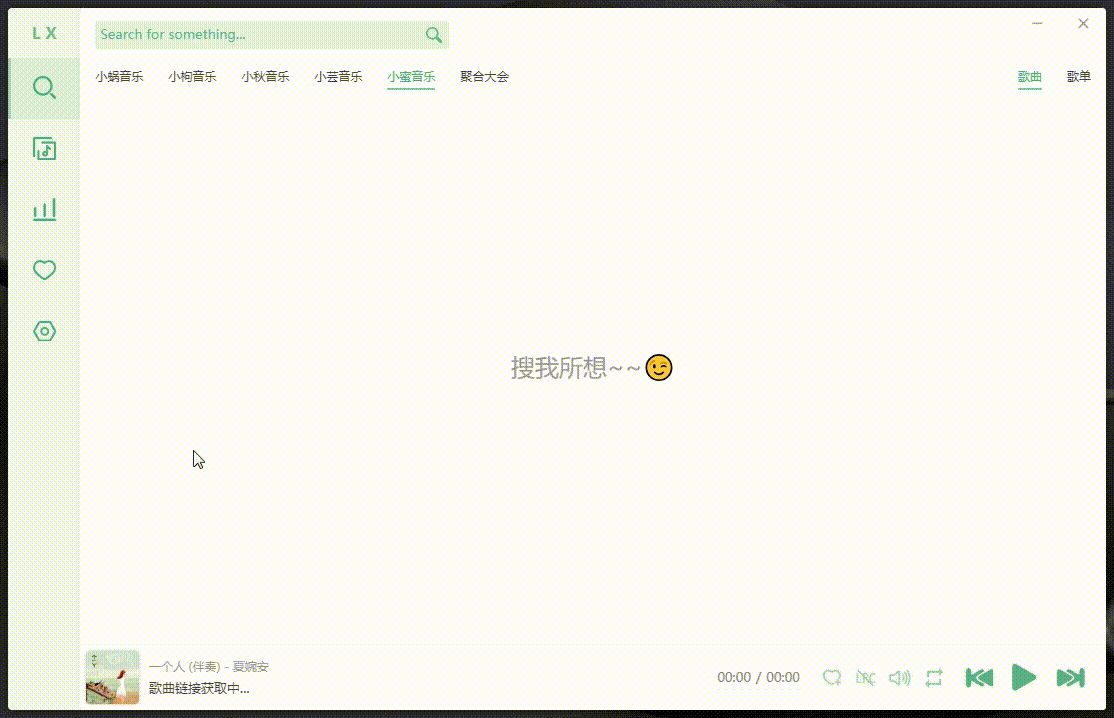 L X
Search for something...
小蜗音乐 小枸音乐 小秋音乐 小芸音乐 小蜜音乐 聚合大会 歌曲 歌单
搜我所想~~😉
一个人 (伴奏) - 夏婉安
歌曲链接获取中...
00:00 / 00:00
LRC